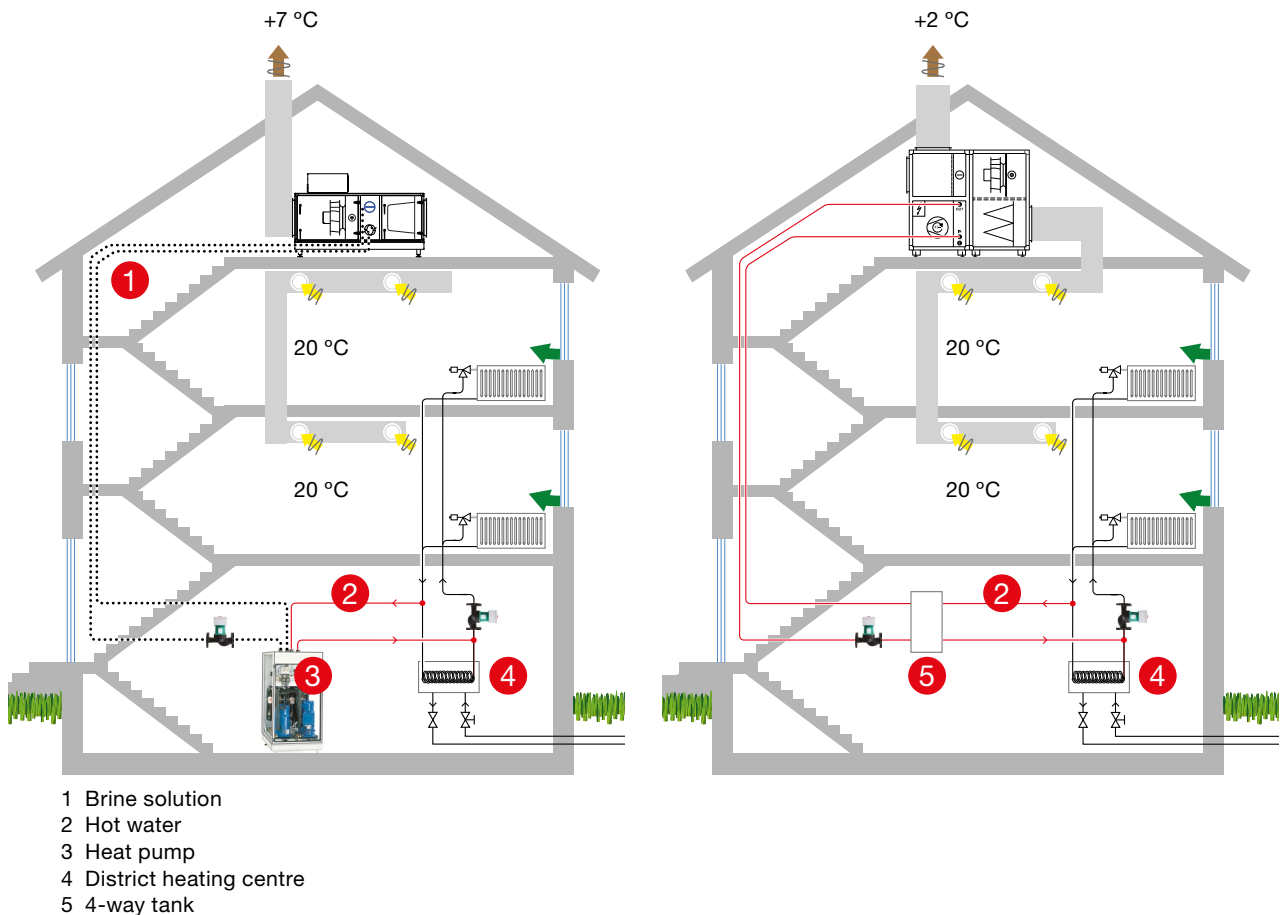 +7 °C
+2 °C
OUT
1
20 °C
20 °C
20 °C
20 °C
2
2
3
4
5
4
1 Brine solution
2 Hot water
3 Heat pump
4 District heating centre
5 4-way tank